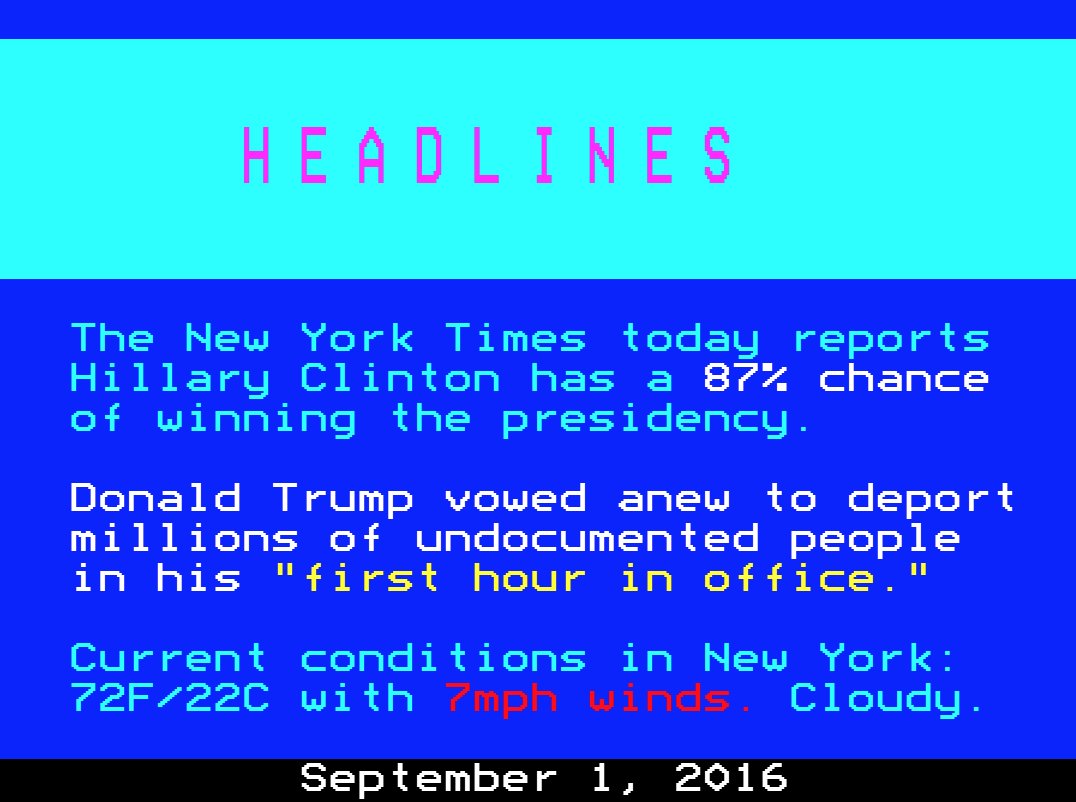 HEADLINES
The New York Times today reports
Hillary Clinton has a 87% chance
of winning the presidency.
Donald Trump vowed anew to deport
millions of undocumented people
in his "first hour in office."
Current conditions in New York:
72F/22C with 7mph winds. Cloudy.
September 1, 2016